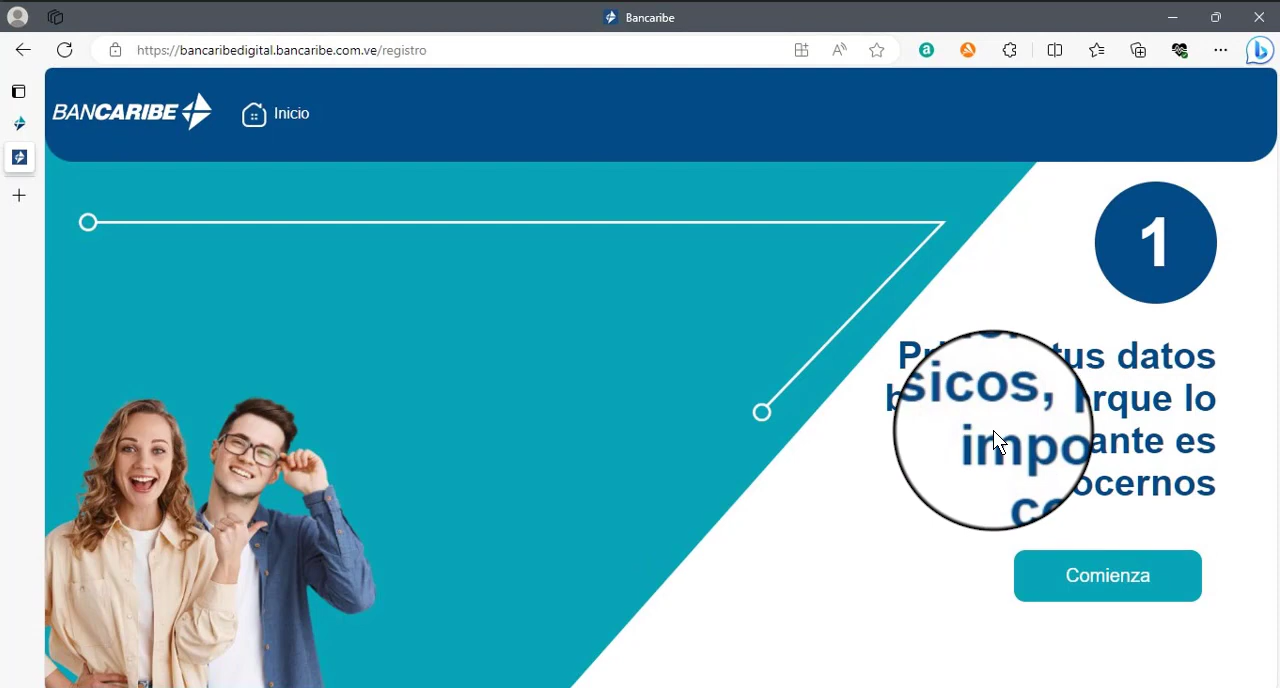 Bancaribe
https://bancaribedigital.bancaribe.com.ve/registro
BANCARIBE
Inicio
1
tus datos
sicos, rque lo
impo ante es
ocernos
Comienza